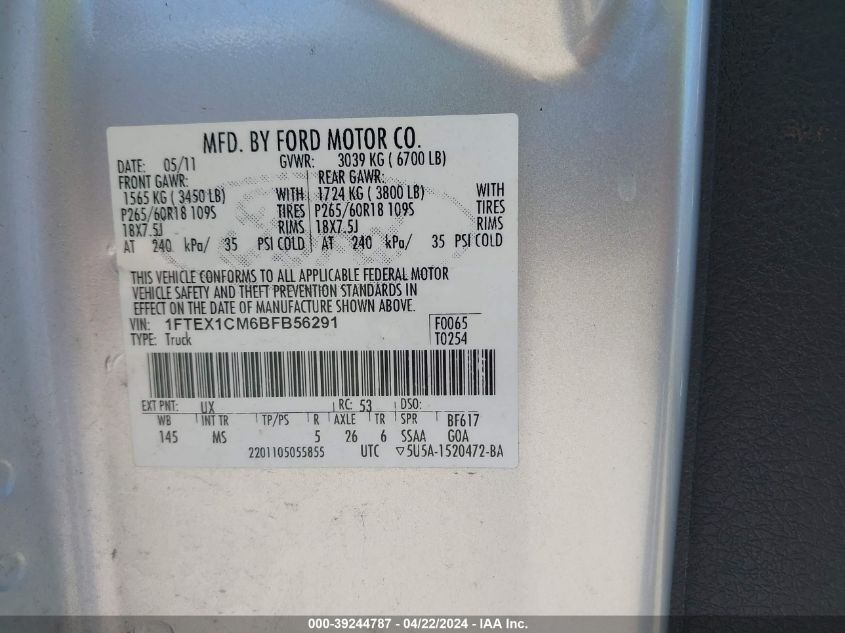 MFD. BY FORD MOTOR CO.
DATE: 05/11 GVWR: 3039 KG ( 6700 LB)
FRONT GAWR: REAR GAWR:
1565 KG ( 3450 LB) WITH 1724 KG ( 3800 LB) WITH
P265/60R18 109S TIRES P265/60R18 109S TIRES
18X7.5J RIMS 18X7.5J RIMS
AT 240 kPa/ 35 PSI COLD AT 240 kPa/ 35 PSI COLD
THIS VEHICLE CONFORMS TO ALL APPLICABLE FEDERAL MOTOR
VEHICLE SAFETY AND THEFT PREVENTION STANDARDS IN
EFFECT ON THE DATE OF MANUFACTURE SHOWN ABOVE.
VIN: 1FTEX1CM6BFB56291 F0065
TYPE: Truck T0254
EXT PNT: UX RC: 53 DSO:
WB INT TR TP/PS R AXLE TR SPR BF617
145 MS 5 26 6 SSAA GOA
2201105055855 UTC ▽5U5A-1520472-BA
000-39244787 - 04/22/2024 - IAA Inc.